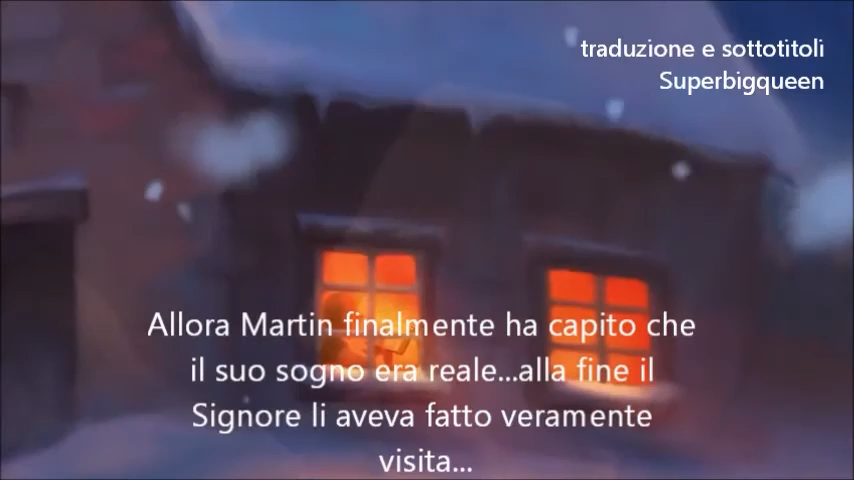 traduzione e sottotitoli
Superbigqueen
Allora Martin finalmente ha capito che
il suo sogno era reale...alla fine il
Signore li aveva fatto veramente
visita...